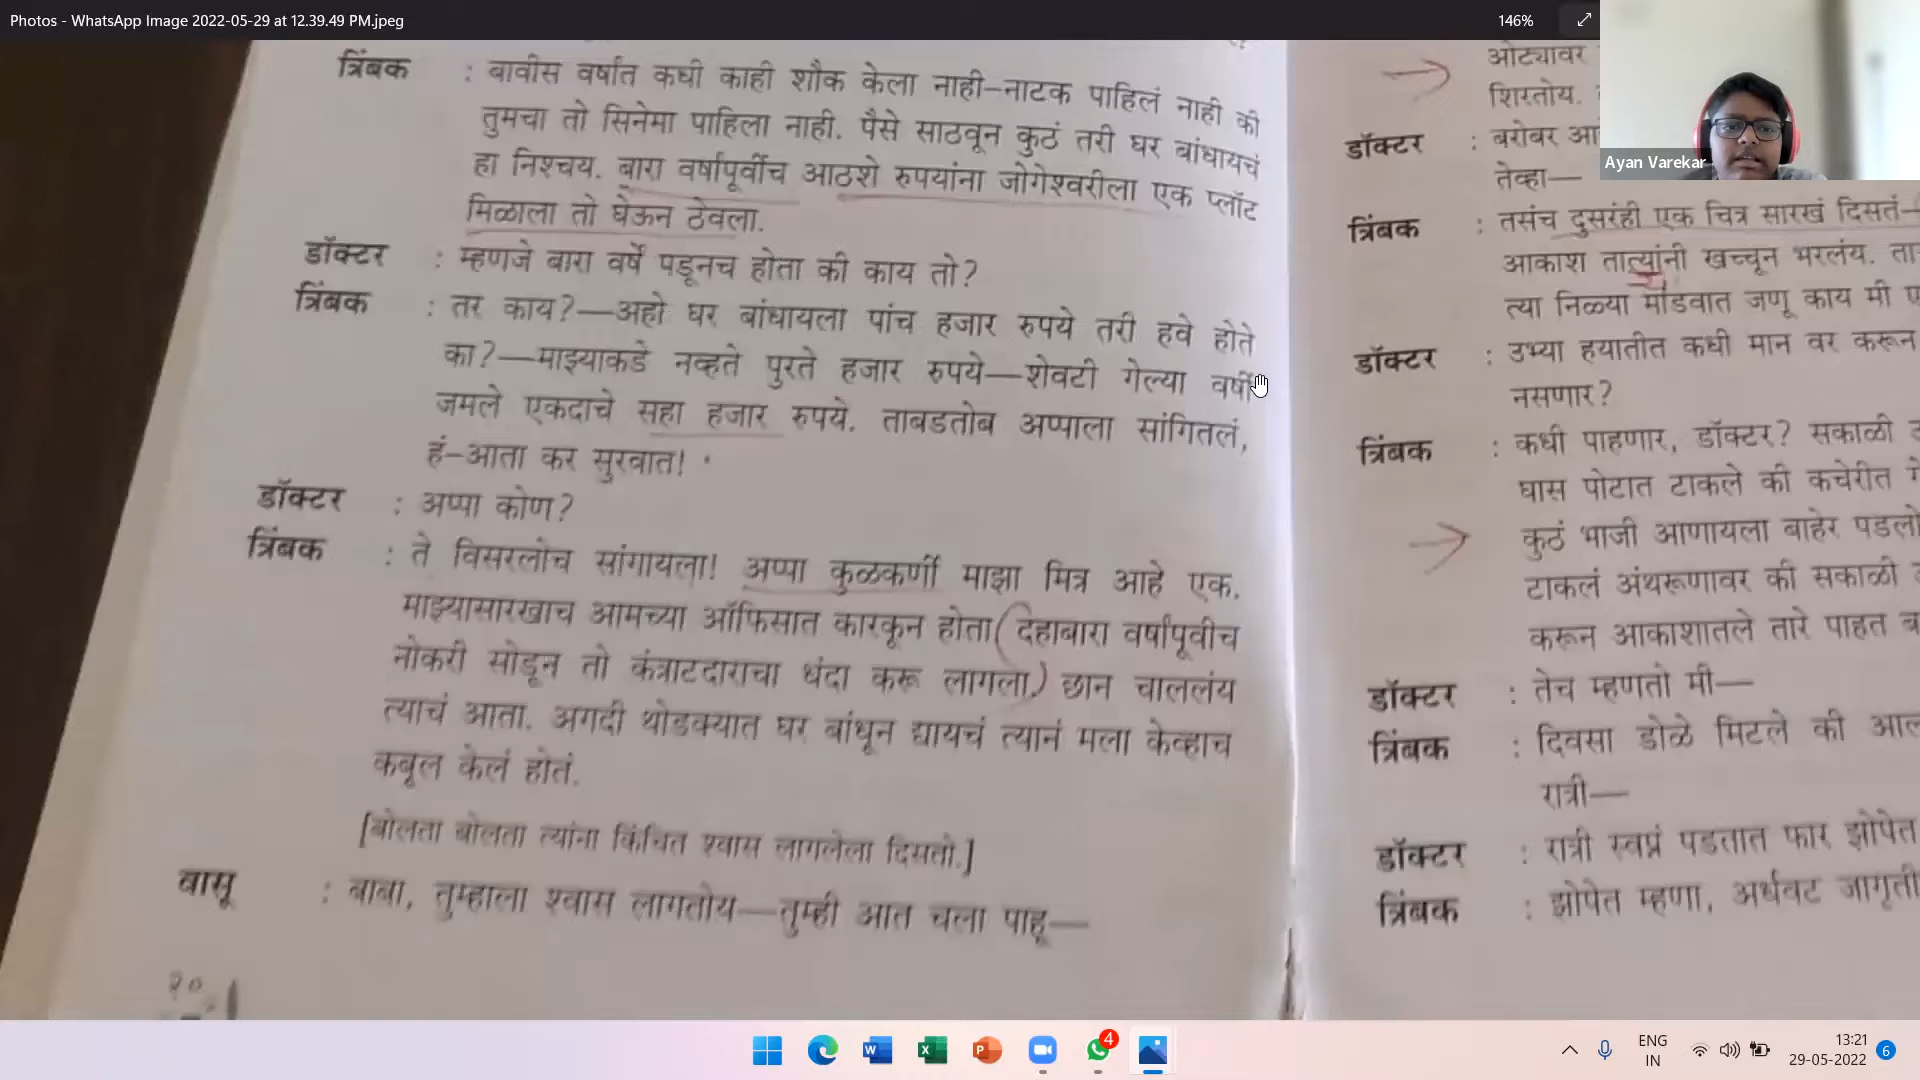 Photos - WhatsApp Image 2022-05-29 at 12.39.49 PM.jpeg
146%
Ayan Varekar
त्रिंबक : बावीस वर्षांत कधी काही शौक केला नाही—नाटक पाहिलं नाही की
तुमचा तो सिनेमा पाहिला नाही. पैसे साठवून कुठं तरी घर बांधायचं
हा निश्चय. बारा वर्षांपूर्वीच आठशे रुपयांना जोगेश्वरीला एक प्लॉट
मिळाला तो घेऊन ठेवला.
डॉक्टर : म्हणजे बारा वर्षे पडूनच होता की काय तो?
त्रिंबक : तर काय?—अहो घर बांधायला पांच हजार रुपये तरी हवे होते
का?—माझ्याकडे नव्हते पुरते हजार रुपये—शेवटी गेल्या वर्षी
जमले एकदाचे सहा हजार रुपये. ताबडतोब अप्पाला सांगितलं,
हं—आता कर सुरवात!
डॉक्टर : अप्पा कोण?
त्रिंबक : ते विसरलोच सांगायला! अप्पा कुळकर्णी माझा मित्र आहे एक.
माझ्यासारखाच आमच्या ऑफिसात कारकून होता (दहाबारा वर्षांपूर्वीच
नोकरी सोडून तो कंत्राटदाराचा धंदा करू लागला.) छान चाललंय
त्याचं आता. अगदी थोडक्यात घर बांधून द्यायचं त्यानं मला केव्हाच
कबूल केलं होतं.
[बोलता बोलता त्यांना किंचित श्वास लागलेला दिसतो.]
वासू : बाबा, तुम्हाला श्वास लागतोय—तुम्ही आत चला पाहू—
२०
ओट्यावर
शिरतोय.
डॉक्टर : बरोबर
तेव्हा—
त्रिंबक : तसंच दुसरंही एक चित्र सारखं दिसतं—
आकाश तात्यांनी खच्चून भरलंय.
त्या निळ्या मांडवात जणू काय मी
डॉक्टर : उभ्या हयातीत कधी मान वर करून
नसणार?
त्रिंबक : कधी पाहणार, डॉक्टर? सकाळी
घास पोटात टाकले की कचेरीत
कुठं भाजी आणायला बाहेर पडलो
टाकलं अंथरूणावर की सकाळी
करून आकाशातले तारे पाहत
डॉक्टर : तेच म्हणतो मी—
त्रिंबक : दिवसा डोळे मिटले की
रात्री—
डॉक्टर : रात्री स्वप्नं पडतात फार झोपेत
त्रिंबक : झोपेत म्हणा, अर्धवट जागृती
4
ENG
IN
13:21
29-05-2022
6